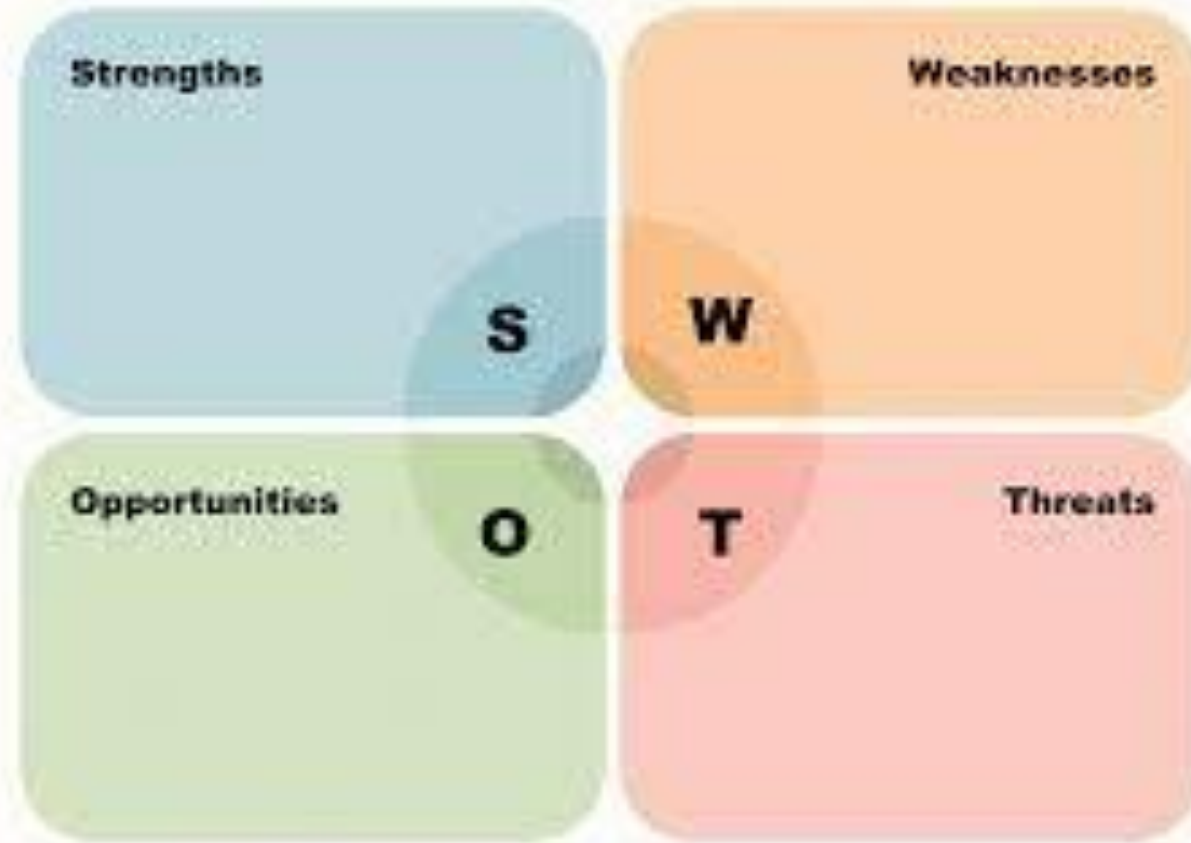 Strengths
Weaknesses
S
W
Opportunities
Threats
O
T